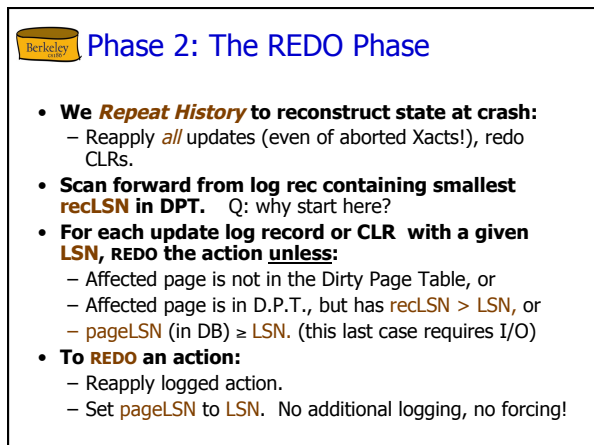 Berkeley
cs186
Phase 2: The REDO Phase
• We Repeat History to reconstruct state at crash:
– Reapply all updates (even of aborted Xacts!), redo
CLRs.
• Scan forward from log rec containing smallest
recLSN in DPT. Q: why start here?
• For each update log record or CLR with a given
LSN, REDO the action unless:
– Affected page is not in the Dirty Page Table, or
– Affected page is in D.P.T., but has recLSN > LSN, or
– pageLSN (in DB) ≥ LSN. (this last case requires I/O)
• To REDO an action:
– Reapply logged action.
– Set pageLSN to LSN. No additional logging, no forcing!